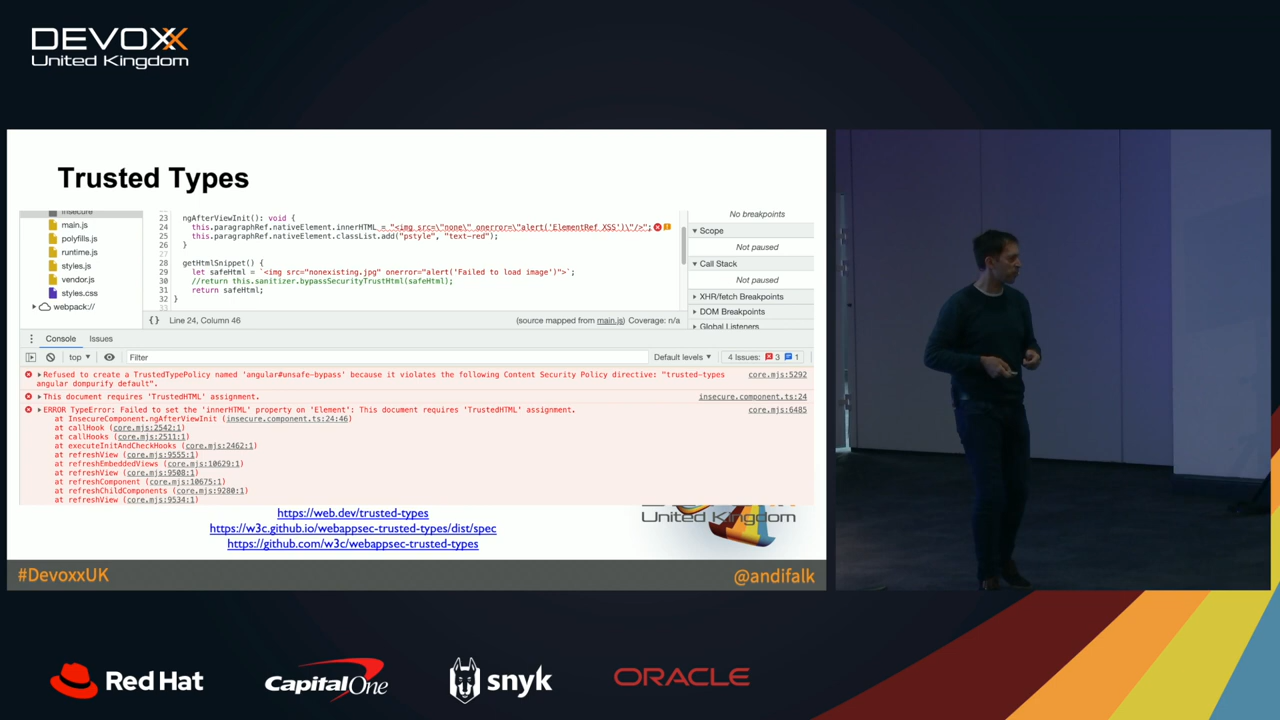 DEVOXX
United Kingdom
Trusted Types
insecure
main.js
polyfills.js
runtime.js
styles.js
vendor.js
styles.css
webpack://
23
24
25
26
27
28
29
30
31
32
33
ngAfterViewInit(): void {
this.paragraphRef.nativeElement.innerHTML = "<img src=\"none\" onerror=\"alert('ElementRef XSS')\"/>";
this.paragraphRef.nativeElement.classList.add("pstyle", "text-red");
}
getHtmlSnippet() {
let safeHtml = `<img src="nonexisting.jpg" onerror="alert('Failed to load image')">`;
//return this.sanitizer.bypassSecurityTrustHtml(safeHtml);
return safeHtml;
}
{} Line 24, Column 46 (source mapped from main.js) Coverage: n/a
No breakpoints
Scope
Not paused
Call Stack
Not paused
XHR/fetch Breakpoints
DOM Breakpoints
Global Listeners
Console Issues
top Filter Default levels 4 Issues: 3 1
Refused to create a TrustedTypePolicy named 'angular#unsafe-bypass' because it violates the following Content Security Policy directive: "trusted-types core.mjs:5292
angular dompurify default".
This document requires 'TrustedHTML' assignment. insecure.component.ts:24
ERROR TypeError: Failed to set the 'innerHTML' property on 'Element': This document requires 'TrustedHTML' assignment. core.mjs:6485
at InsecureComponent.ngAfterViewInit (insecure.component.ts:24:46)
at callHook (core.mjs:2542:1)
at callHooks (core.mjs:2511:1)
at executeInitAndCheckHooks (core.mjs:2462:1)
at refreshView (core.mjs:9555:1)
at refreshEmbeddedViews (core.mjs:10629:1)
at refreshView (core.mjs:9508:1)
at refreshComponent (core.mjs:10675:1)
at refreshChildComponents (core.mjs:9280:1)
at refreshView (core.mjs:9534:1)
https://web.dev/trusted-types
https://w3c.github.io/webappsec-trusted-types/dist/spec
https://github.com/w3c/webappsec-trusted-types
United Kingdom
#DevoxxUK @andifalk
Red Hat
Capital One
snyk
ORACLE